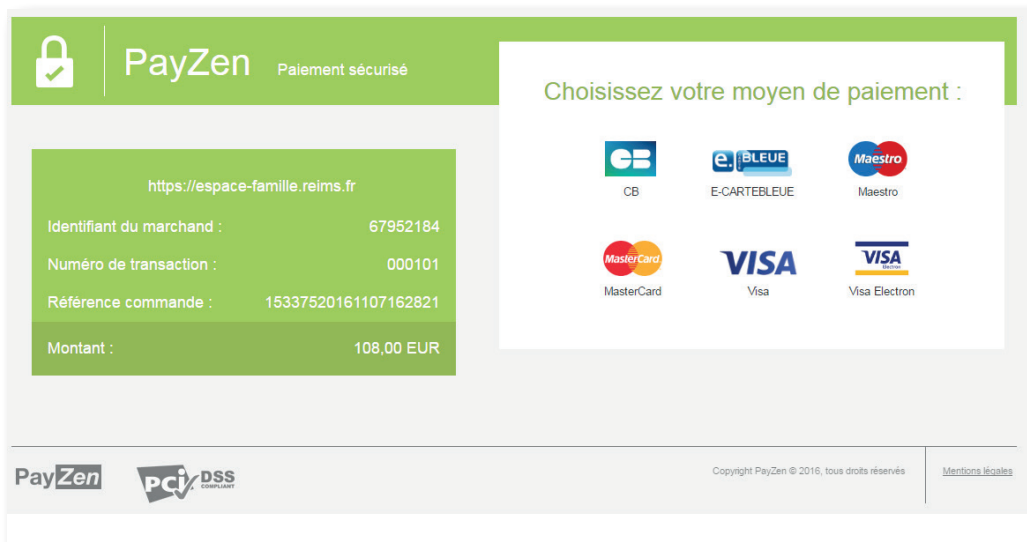 PayZen Paiement sécurisé
Choisissez votre moyen de paiement :
https://espace-famille.reims.fr
Identifiant du marchand : 67952184
Numéro de transaction : 000101
Référence commande : 15337520161107162821
Montant : 108,00 EUR
CB
e. BLEUE
Maestro
CB E-CARTEBLEUE Maestro
MasterCard
VISA
VISA
Electron
MasterCard Visa Visa Electron
PayZen
PCi DSS
COMPLIANT
Copyright PayZen © 2016, tous droits réservés
Mentions légales